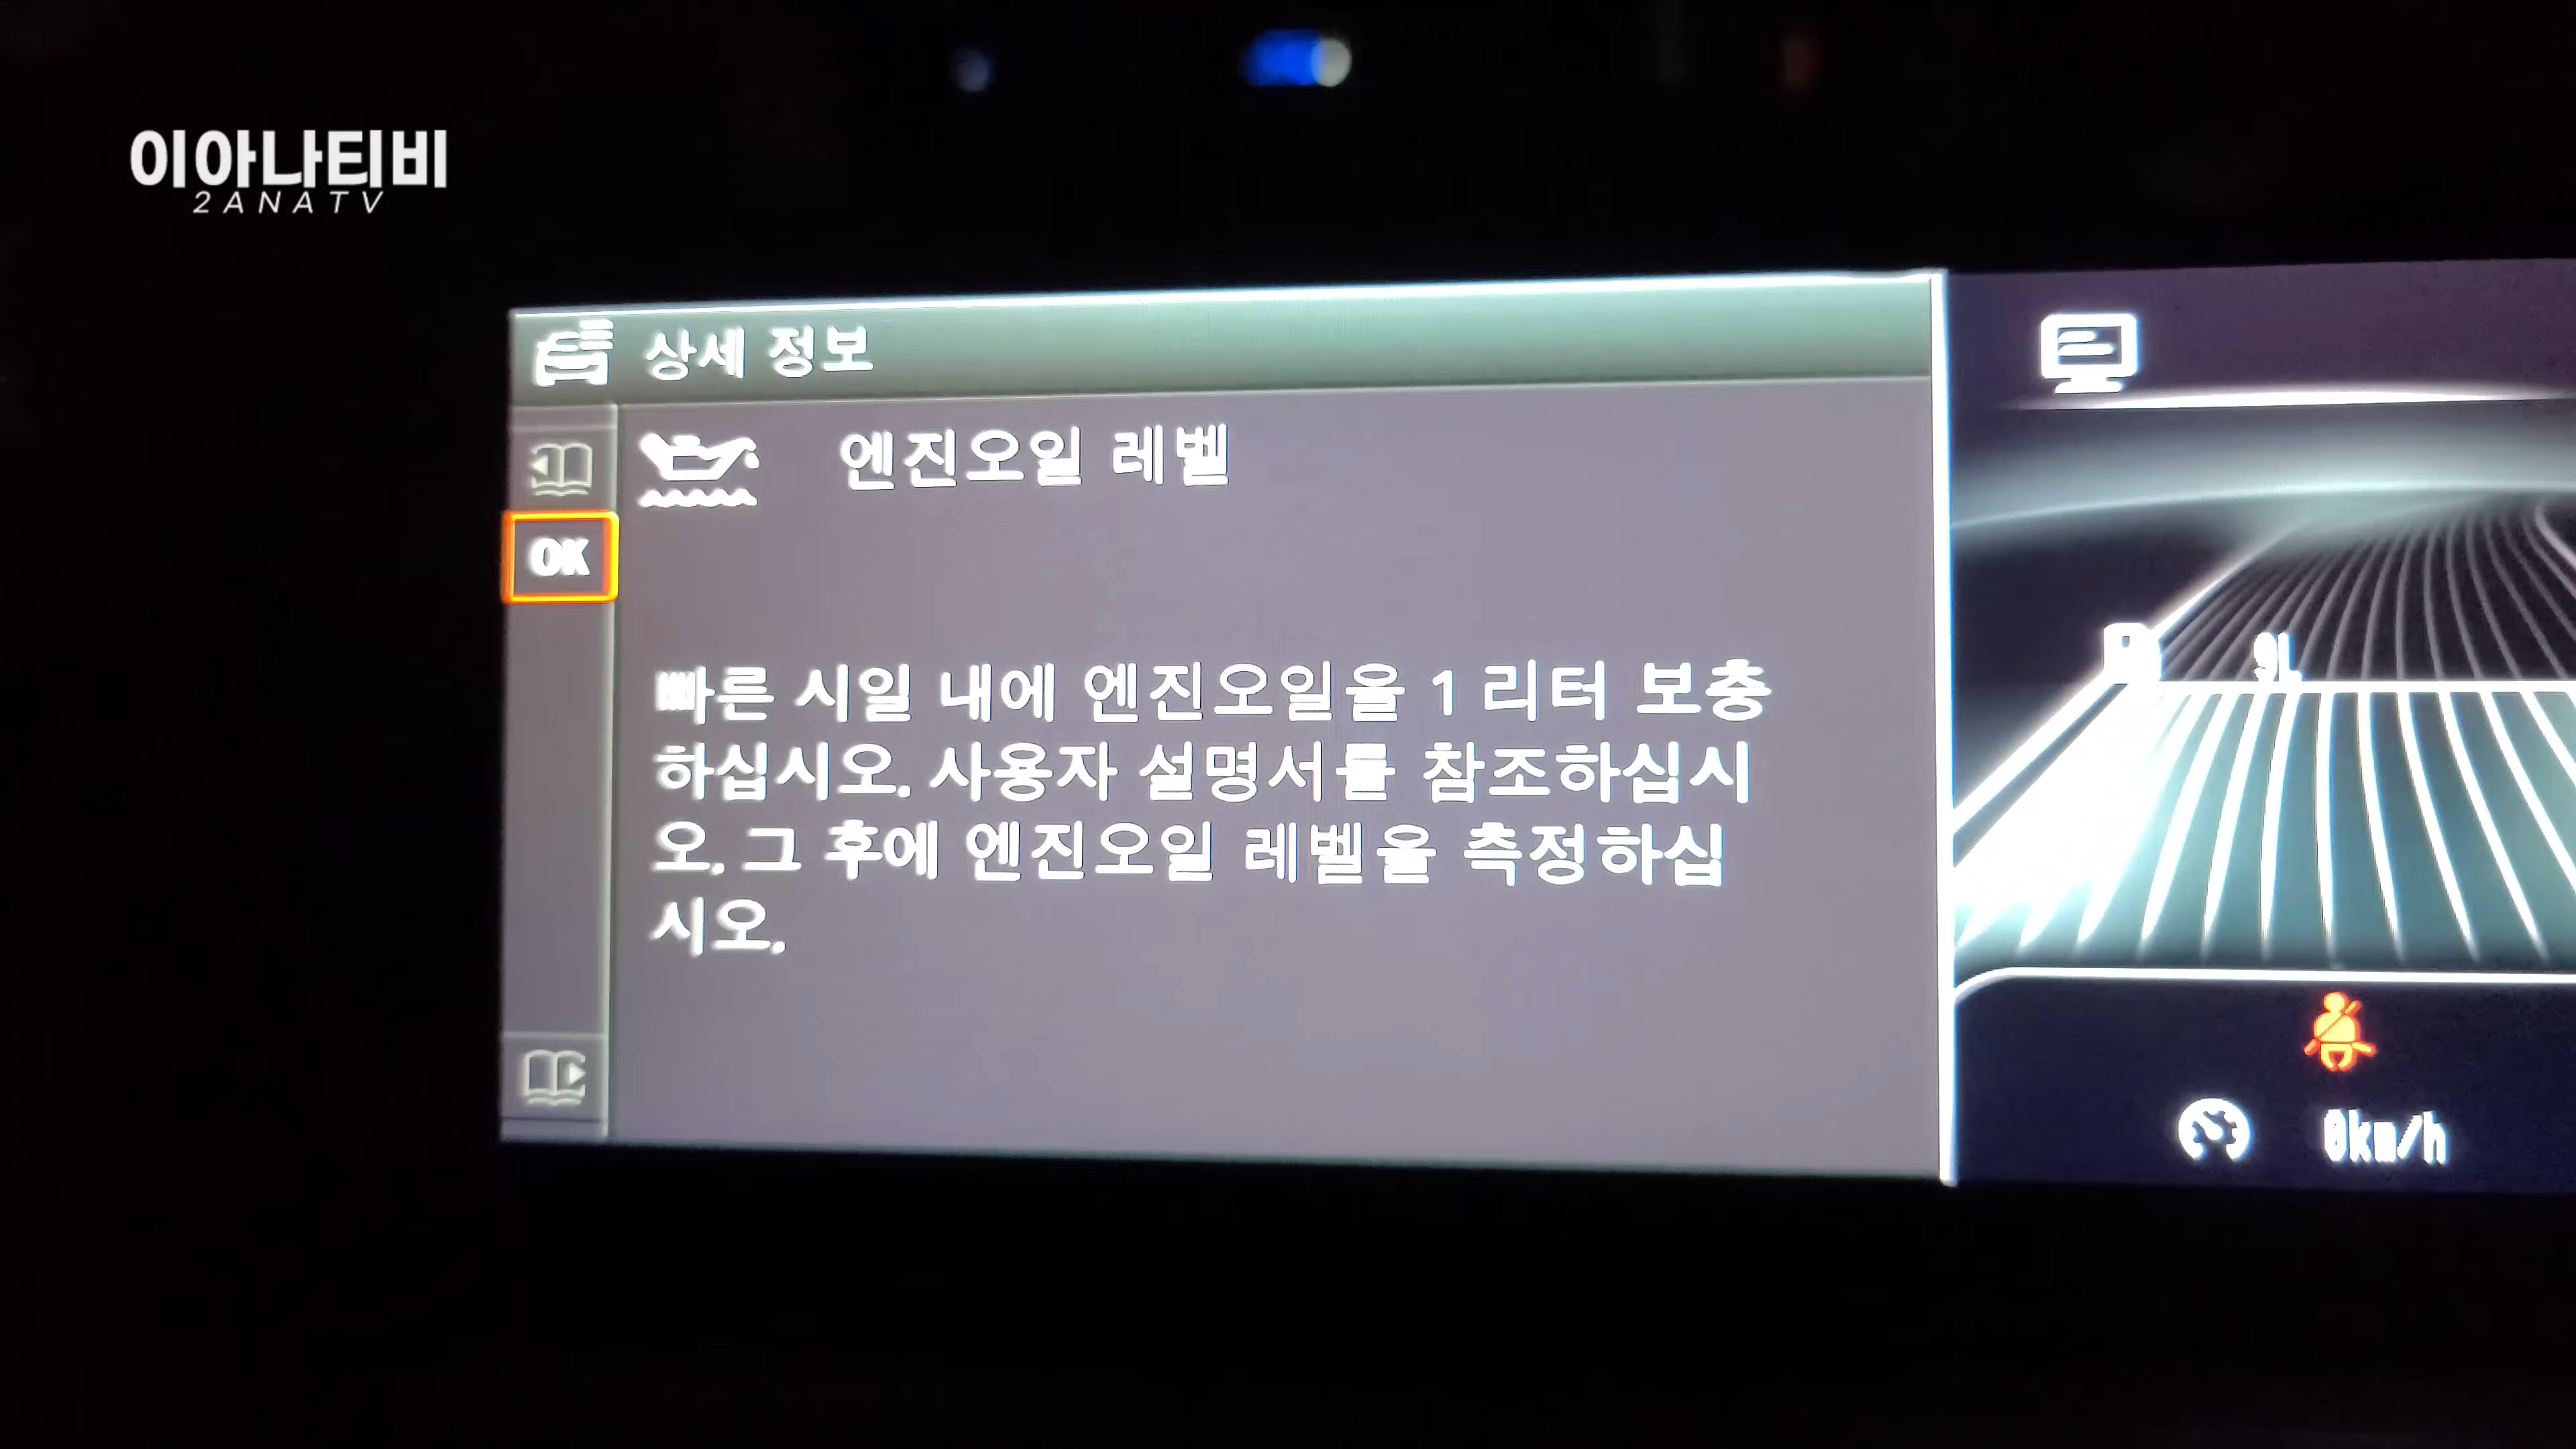 이아나티비
2ANATV
상세 정보
엔진오일 레벨
OK
빠른 시일 내에 엔진오일을 1 리터 보충
하십시오. 사용자 설명서를 참조하십시
오. 그 후에 엔진오일 레벨을 측정하십
시오.
9L
0km/h